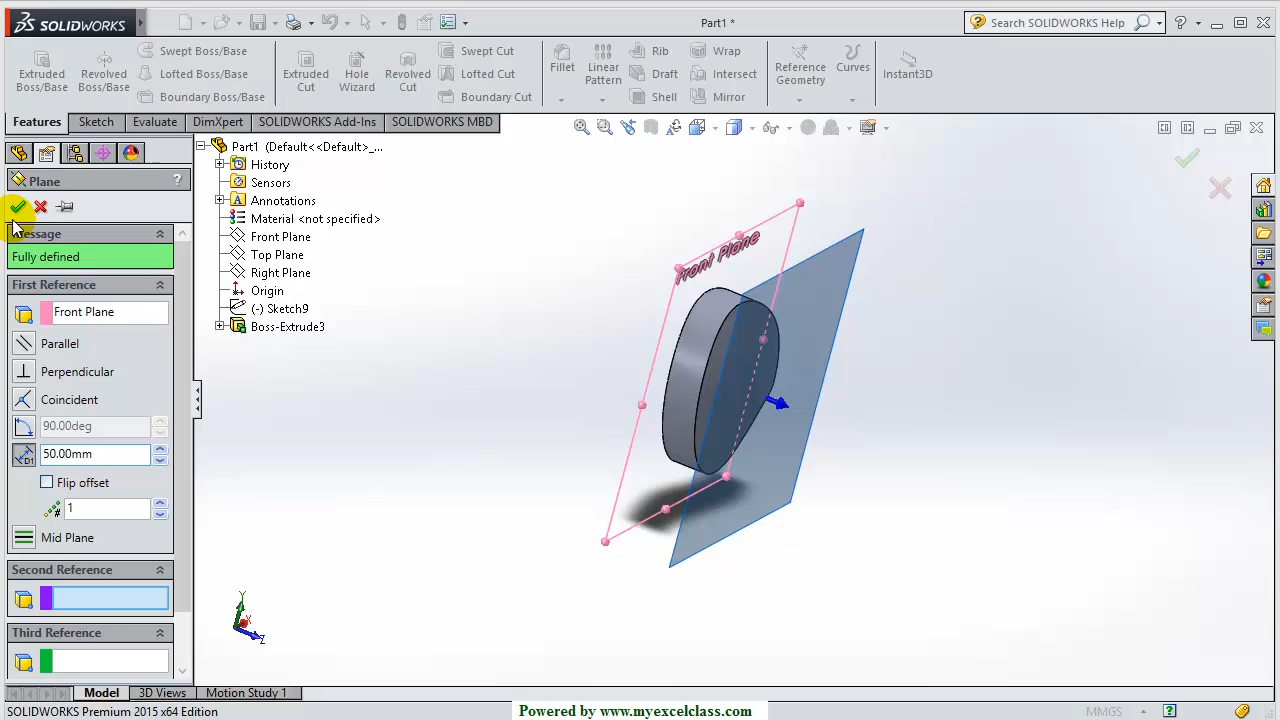 SOLIDWORKS
Part1 *
Search SOLIDWORKS Help
Extruded Boss/Base
Revolved Boss/Base
Swept Boss/Base
Lofted Boss/Base
Boundary Boss/Base
Extruded Cut
Hole Wizard
Revolved Cut
Swept Cut
Lofted Cut
Boundary Cut
Fillet
Linear Pattern
Rib
Draft
Shell
Wrap
Intersect
Mirror
Reference Geometry
Curves
Instant3D
Features
Sketch
Evaluate
DimXpert
SOLIDWORKS Add-Ins
SOLIDWORKS MBD
Plane
?
Message
Fully defined
First Reference
Front Plane
Parallel
Perpendicular
Coincident
90.00deg
50.00mm
Flip offset
1
Mid Plane
Second Reference
Third Reference
Part1 (Default<<Default>_...
History
Sensors
Annotations
Material <not specified>
Front Plane
Top Plane
Right Plane
Origin
(-) Sketch9
Boss-Extrude3
Front Plane
Y
X
Z
Model
3D Views
Motion Study 1
SOLIDWORKS Premium 2015 x64 Edition
Powered by www.myexcelclass.com
MMGS